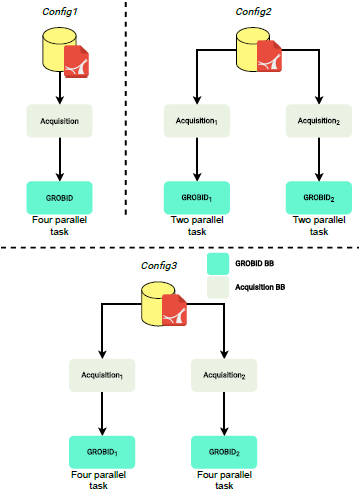 Config1
Acquisition
GROBID
Four parallel
task
Config2
Acquisition1
Acquisition2
GROBID1
GROBID2
Two parallel
task
Two parallel
task
Config3
GROBID BB
Acquisition BB
Acquisition1
Acquisition2
GROBID1
GROBID2
Four parallel
task
Four parallel
task